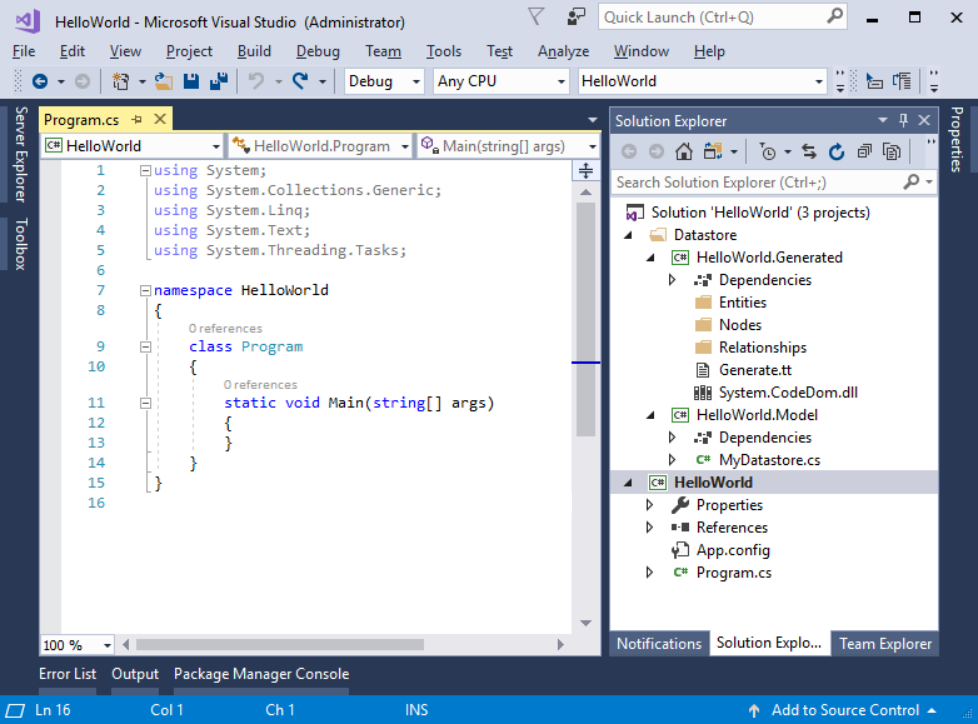 HelloWorld - Microsoft Visual Studio (Administrator)
Quick Launch (Ctrl+Q)
File Edit View Project Build Debug Team Tools Test Analyze Window Help
Debug Any CPU HelloWorld
Server Explorer
Toolbox
Program.cs
C# HelloWorld HelloWorld.Program Main(string[] args)
1 using System;
2 using System.Collections.Generic;
3 using System.Linq;
4 using System.Text;
5 using System.Threading.Tasks;
6
7 namespace HelloWorld
8 {
0 references
9 class Program
10 {
0 references
11 static void Main(string[] args)
12 {
13 }
14 }
15 }
16
100 %
Solution Explorer
Search Solution Explorer (Ctrl+;)
Solution 'HelloWorld' (3 projects)
Datastore
C# HelloWorld.Generated
Dependencies
Entities
Nodes
Relationships
Generate.tt
System.CodeDom.dll
C# HelloWorld.Model
Dependencies
C# MyDatastore.cs
C# HelloWorld
Properties
References
App.config
C# Program.cs
Notifications Solution Explo... Team Explorer
Properties
Error List Output Package Manager Console
Ln 16 Col 1 Ch 1 INS Add to Source Control